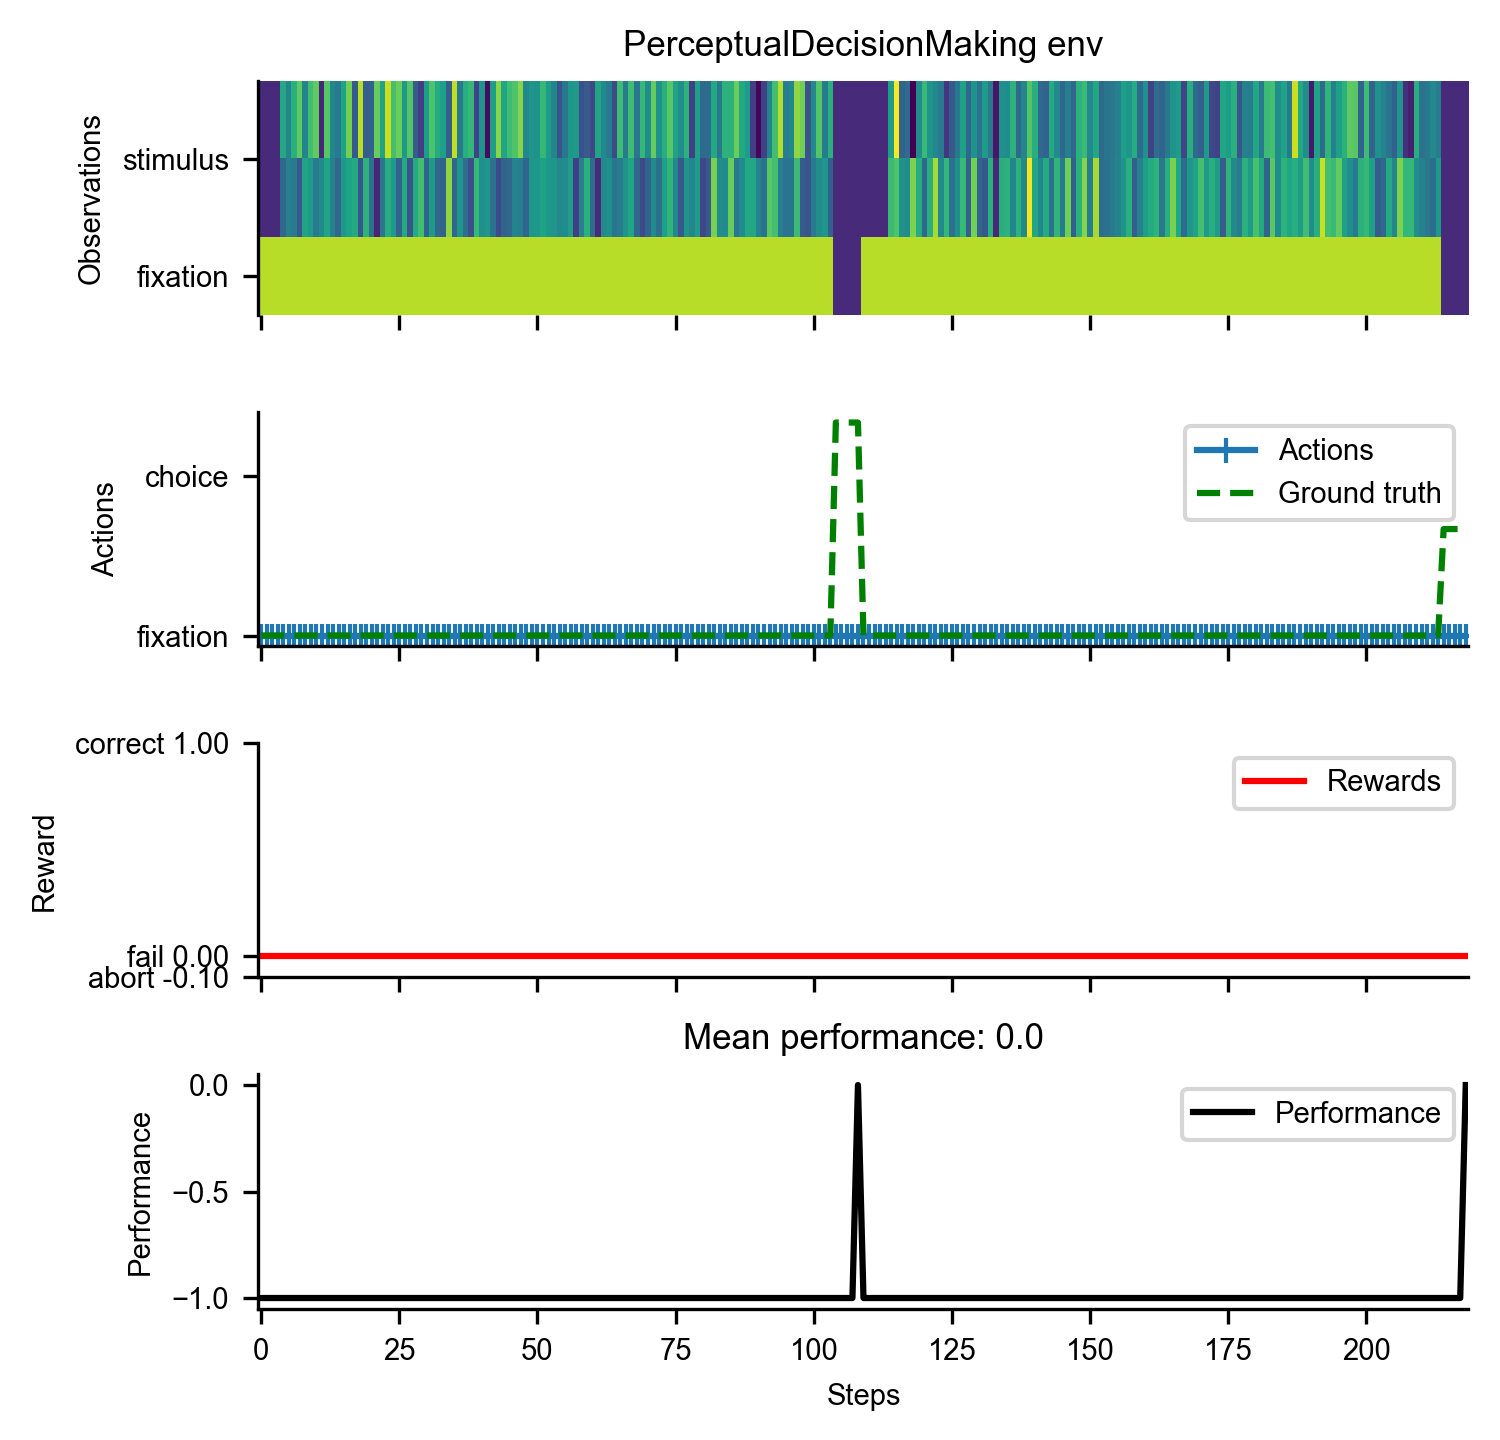 PerceptualDecisionMaking env
Observations
stimulus
fixation
Actions
choice
fixation
Actions
Ground truth
Reward
correct 1.00
fail 0.00
abort -0.10
Rewards
Mean performance: 0.0
Performance
0.0
−0.5
−1.0
Performance
0 25 50 75 100 125 150 175 200
Steps